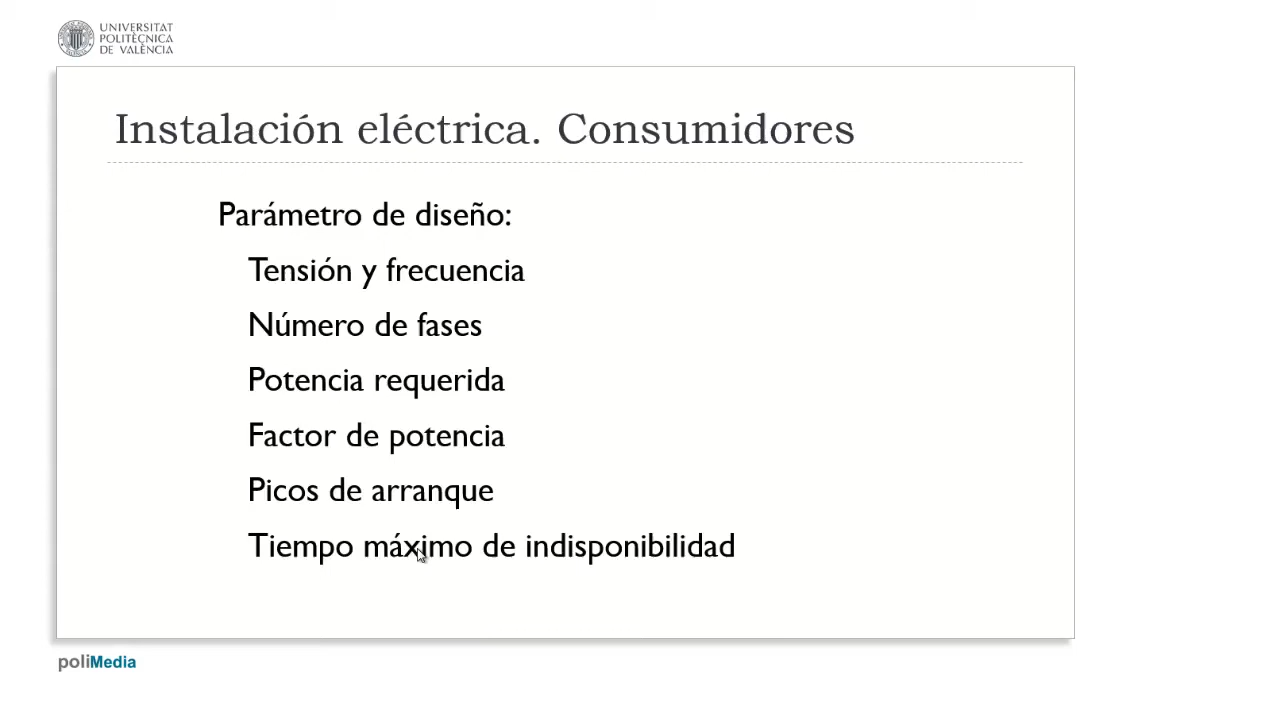 UNIVERSITAT
POLITÈCNICA
DE VALÈNCIA
Instalación eléctrica. Consumidores
Parámetro de diseño:
Tensión y frecuencia
Número de fases
Potencia requerida
Factor de potencia
Picos de arranque
Tiempo máximo de indisponibilidad
poliMedia